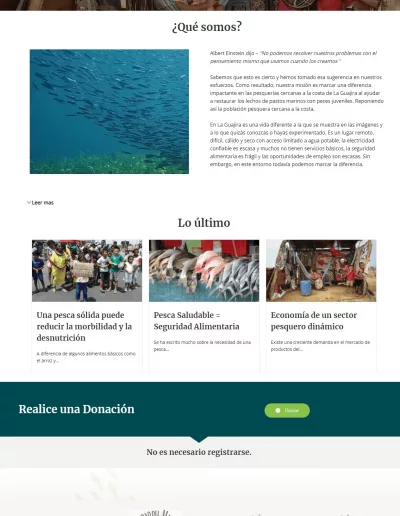 ¿Qué somos?
Albert Einstein dijo – "No podemos resolver nuestros problemas con el
pensamiento mismo que usamos cuando los creamos"
Sabemos que esto es cierto y hemos tomado esa sugerencia en nuestros
esfuerzos. Como resultado, nuestra misión es marcar una diferencia
impactante en las pesquerías cercanas a la costa de La Guajira al ayudar
a restaurar los lechos de pastos marinos con peses juveniles. Reponiendo
así la población pesquera cercana a la costa.
En La Guajira es una vida diferente a la que se muestra en las imágenes y
a lo que quizás conozcas o hayas experimentado. Es un lugar remoto,
difícil, cálido y seco con acceso limitado a agua potable, la electricidad
confiable es escasa y muchos no tienen servicios básicos, la seguridad
alimentaria es frágil y las oportunidades de empleo son escasas. Sin
embargo, en este entorno todavía podemos marcar la diferencia.
Leer mas
Lo último
Una pesca sólida puede
reducir la morbilidad y la
desnutrición
A diferencia de algunos alimentos básicos como
el arroz y...
Pesca Saludable =
Seguridad Alimentaria
Se ha escrito mucho sobre la necesidad de una
pesca...
Economía de un sector
pesquero dinámico
Existe una creciente demanda en el mercado de
productos del...
Realice una Donación
Donar
No es necesario registrarse.